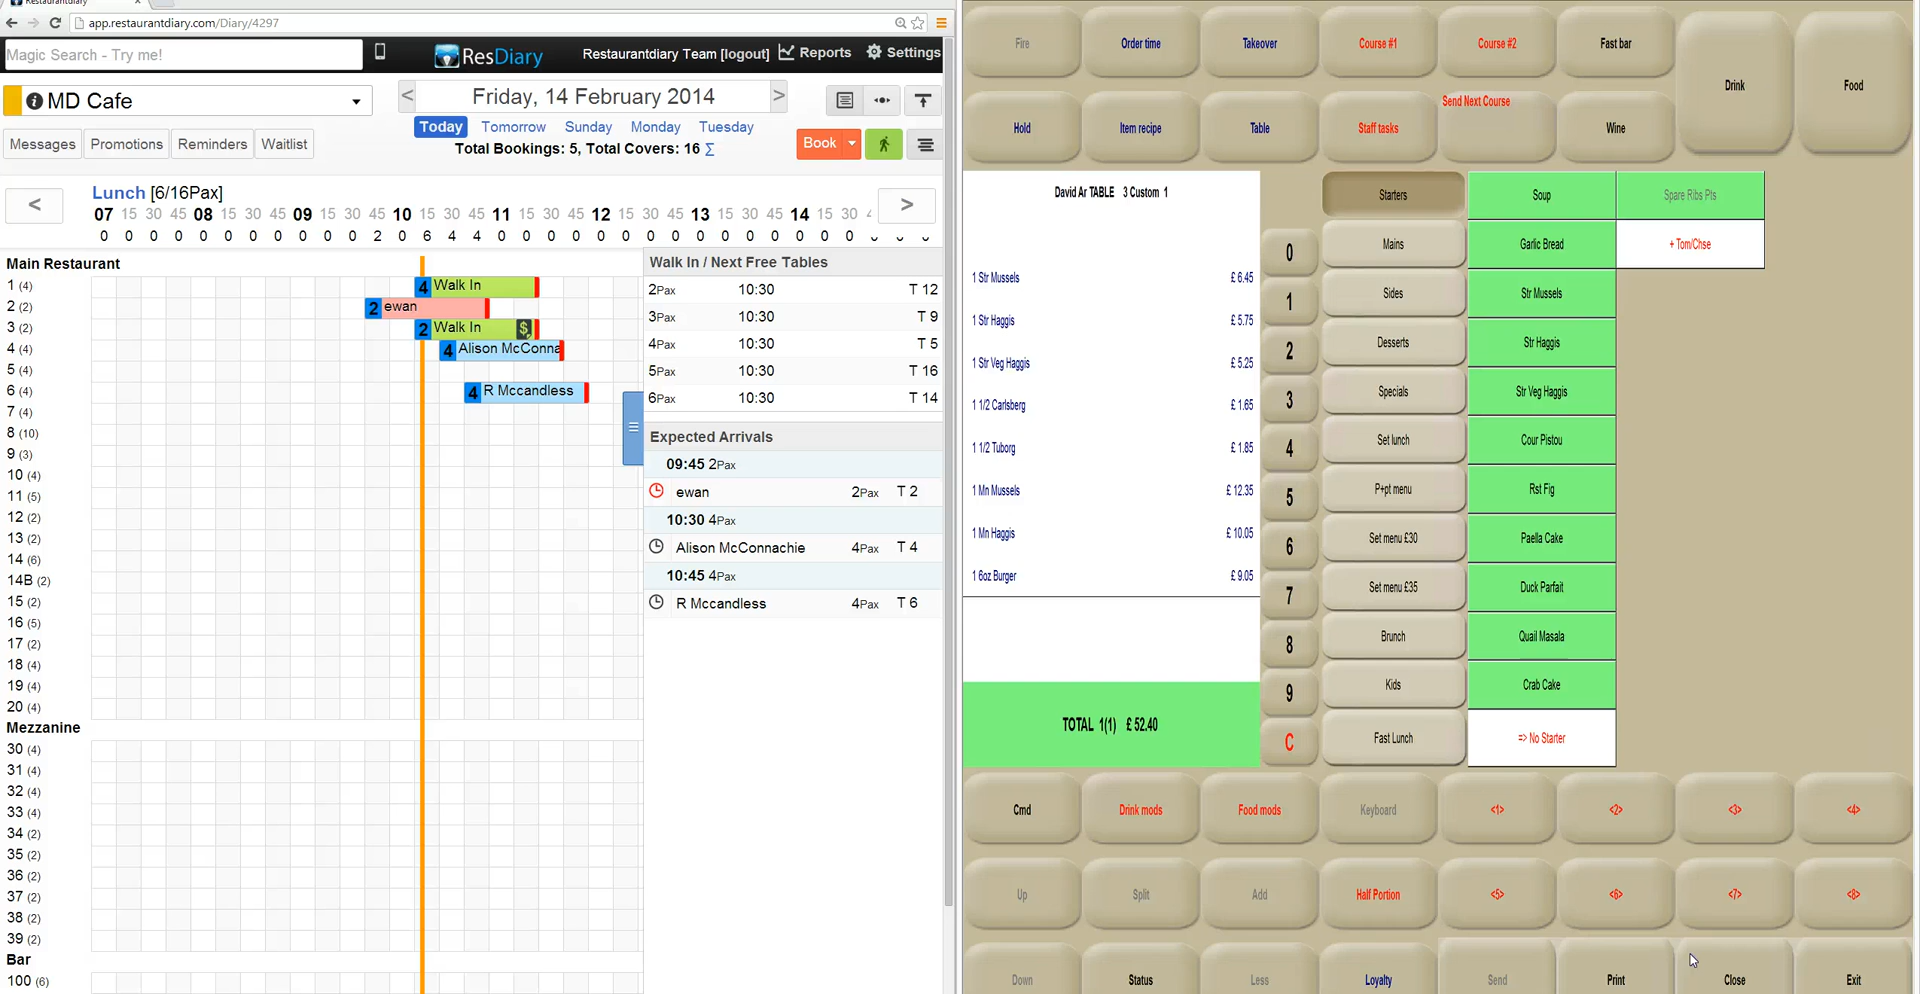 Restaurantdiary
app.restaurantdiary.com/Diary/4297
Magic Search - Try me!
ResDiary
Restaurantdiary Team [logout]
Reports
Settings
MD Cafe
< Friday, 14 February 2014 >
Today Tomorrow Sunday Monday Tuesday
Total Bookings: 5, Total Covers: 16 Σ
Messages Promotions Reminders Waitlist
Book
Lunch [6/16Pax]
< >
07 15 30 45 08 15 30 45 09 15 30 45 10 15 30 45 11 15 30 45 12 15 30 45 13 15 30 45 14 15 30
0 0 0 0 0 0 0 0 0 0 0 2 0 6 4 4 0 0 0 0 0 0 0 0 0 0 0 0 0 0 0
Main Restaurant
1 (4) 4 Walk In
2 (2) 2 ewan
3 (2) 2 Walk In $
4 (4) 4 Alison McConna
5 (4)
6 (4) 4 R Mccandless
7 (4)
8 (10)
9 (3)
10 (4)
11 (5)
12 (2)
13 (2)
14 (6)
14B (2)
15 (2)
16 (5)
17 (2)
18 (4)
19 (4)
20 (4)
Mezzanine
30 (4)
31 (4)
32 (4)
33 (4)
34 (2)
35 (2)
36 (2)
37 (2)
38 (2)
39 (2)
Bar
100 (6)
Walk In / Next Free Tables
2Pax 10:30 T 12
3Pax 10:30 T 9
4Pax 10:30 T 5
5Pax 10:30 T 16
6Pax 10:30 T 14
Expected Arrivals
09:45 2Pax
ewan 2Pax T 2
10:30 4Pax
Alison McConnachie 4Pax T 4
10:45 4Pax
R Mccandless 4Pax T 6
Fire Order time Takeover Course #1 Course #2 Fast bar
Drink Food
Hold Item recipe Table Staff tasks Send Next Course Wine
David Ar TABLE 3 Custom 1
1 Str Mussels £ 6.45
1 Str Haggis £ 5.75
1 Str Veg Haggis £ 5.25
1 1/2 Carlsberg £ 1.65
1 1/2 Tuborg £ 1.85
1 Mn Mussels £ 12.35
1 Mn Haggis £ 10.05
1 6oz Burger £ 9.05
TOTAL 1(1) £ 52.40
0
1
2
3
4
5
6
7
8
9
C
Starters
Mains
Sides
Desserts
Specials
Set lunch
P+pt menu
Set menu £30
Set menu £35
Brunch
Kids
Fast Lunch
Soup
Garlic Bread
Str Mussels
Str Haggis
Str Veg Haggis
Cour Pistou
Rst Fig
Paella Cake
Duck Parfait
Quail Masala
Crab Cake
=> No Starter
Spare Ribs Pts
+ Tom/Chse
Cmd Drink mods Food mods Keyboard <1> <2> <3> <4>
Up Split Add Half Portion <5> <6> <7> <8>
Down Status Less Loyalty Send Print Close Exit